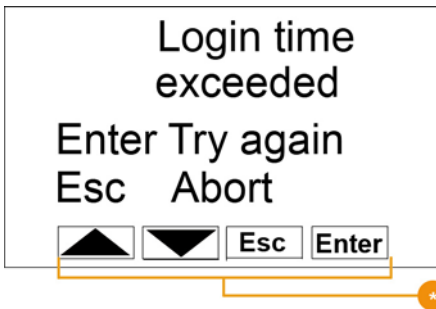 Login time
exceeded
Enter Try again
Esc Abort
Esc Enter
*